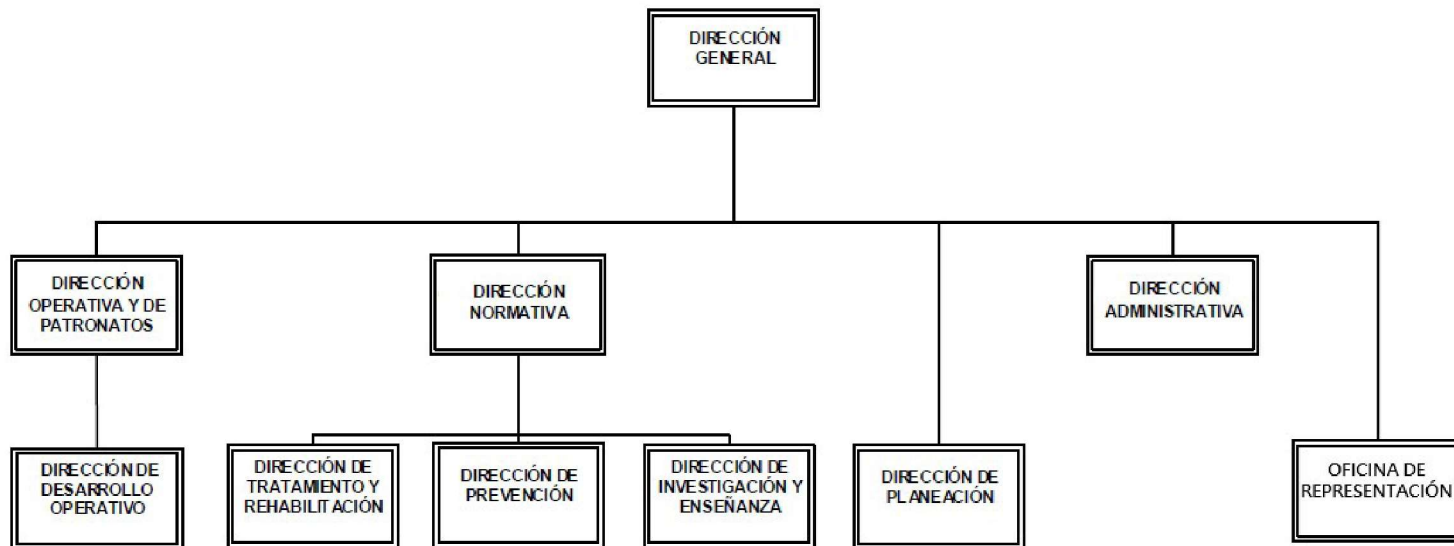 DIRECCIÓN
GENERAL
DIRECCIÓN
OPERATIVA Y DE
PATRONATOS
DIRECCIÓN
NORMATIVA
DIRECCIÓN
ADMINISTRATIVA
DIRECCIÓN DE
DESARROLLO
OPERATIVO
DIRECCIÓN DE
TRATAMIENTO Y
REHABILITACIÓN
DIRECCIÓN DE
PREVENCIÓN
DIRECCIÓN DE
INVESTIGACIÓN Y
ENSEÑANZA
DIRECCIÓN DE
PLANEACIÓN
OFICINA DE
REPRESENTACIÓN